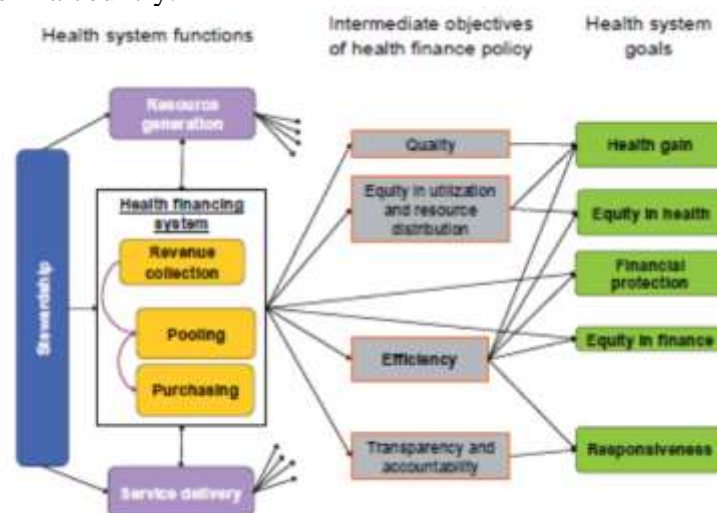 Health system functions
Intermediate objectives
of health finance policy
Health system
goals
Resource
generation
Stewardship
Health financing
system
Revenue
collection
Pooling
Purchasing
Service delivery
Quality
Equity in utilization
and resource
distribution
Efficiency
Transparency and
accountability
Health gain
Equity in health
Financial
protection
Equity in finance
Responsiveness